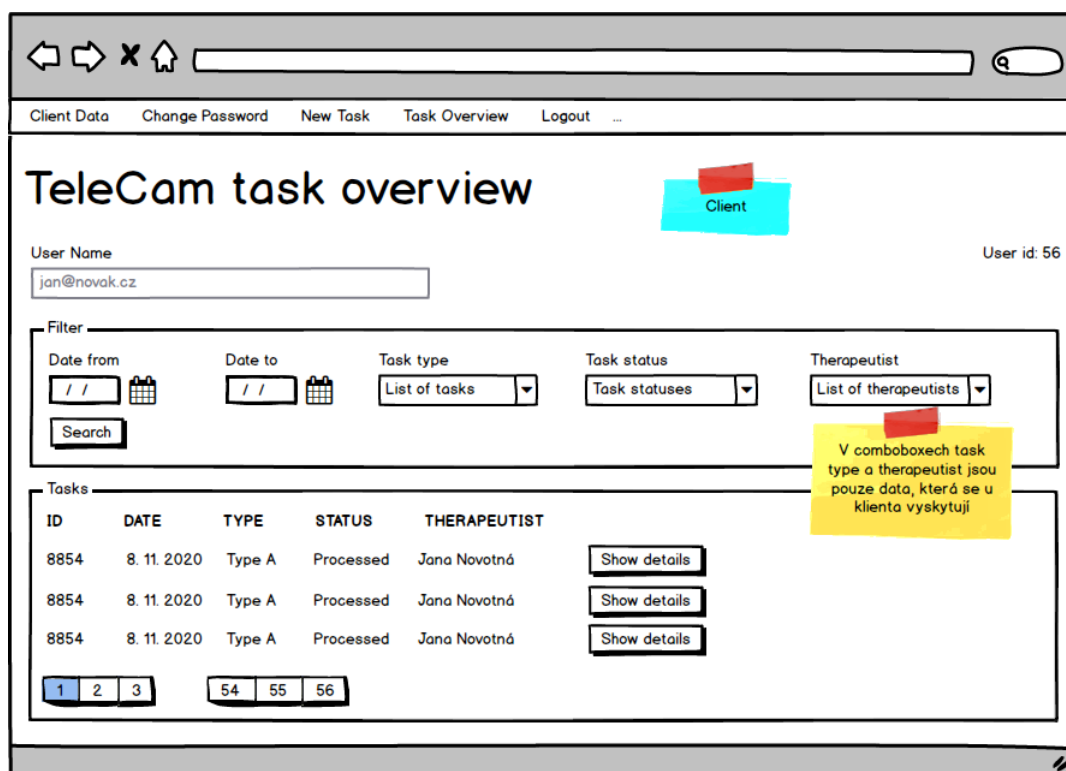 Client Data Change Password New Task Task Overview Logout ...
TeleCam task overview
Client
User Name
User id: 56
jan@novak.cz
Filter
Date from Date to Task type Task status Therapeutist
/ / / / List of tasks Task statuses List of therapeutists
Search
V comboboxech task
type a therapeutist jsou
pouze data, která se u
klienta vyskytují
Tasks
ID DATE TYPE STATUS THERAPEUTIST
8854 8. 11. 2020 Type A Processed Jana Novotná Show details
8854 8. 11. 2020 Type A Processed Jana Novotná Show details
8854 8. 11. 2020 Type A Processed Jana Novotná Show details
1 2 3 54 55 56